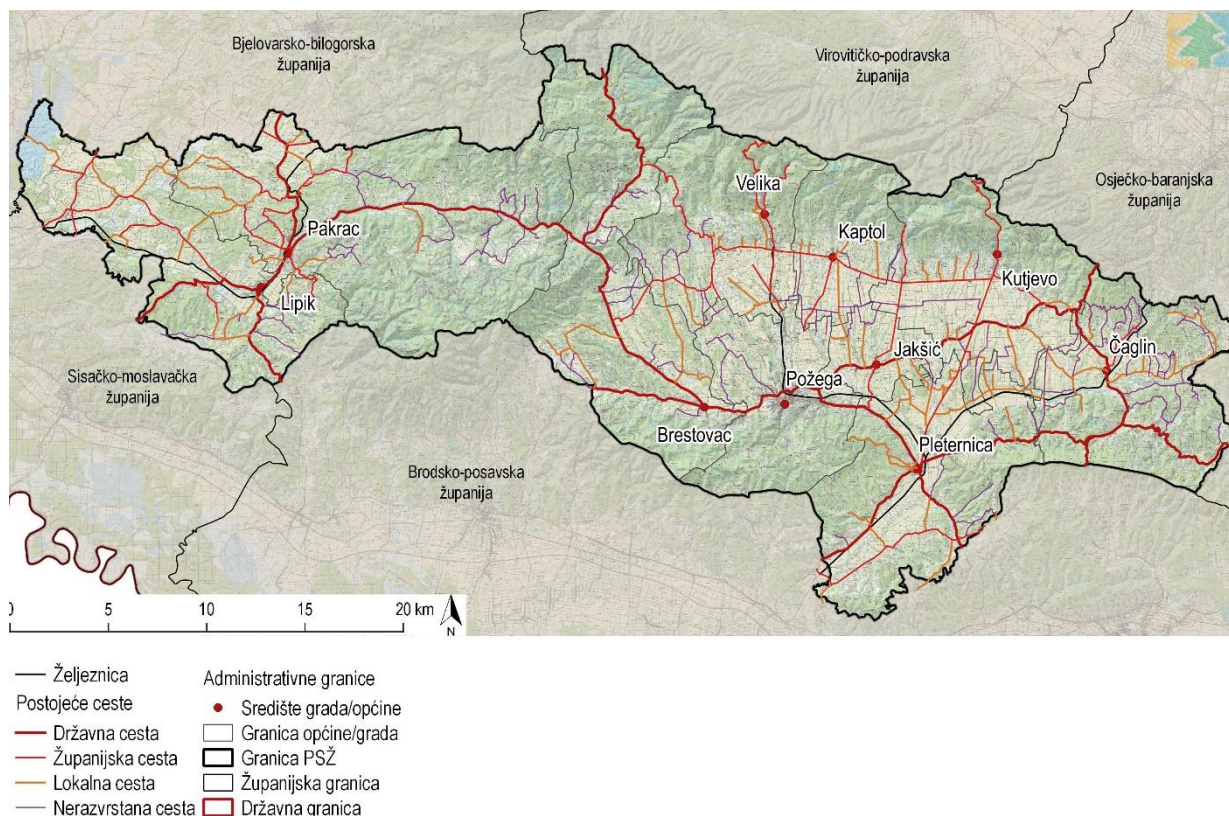 Bjelovarsko-bilogorska
županija
Virovitičko-podravska
županija
Osječko-baranjska
županija
Velika
Kaptol
Pakrac
Kutjevo
Lipik
Jakšić
Čaglin
Sisačko-moslavačka
županija
Požega
Brestovac
Pleternica
Brodsko-posavska
županija
0 5 10 15 20 km
N
Željeznica
Postojeće ceste
Državna cesta
Županijska cesta
Lokalna cesta
Nerazvrstana cesta
Administrativne granice
Središte grada/općine
Granica općine/grada
Granica PSŽ
Županijska granica
Državna granica